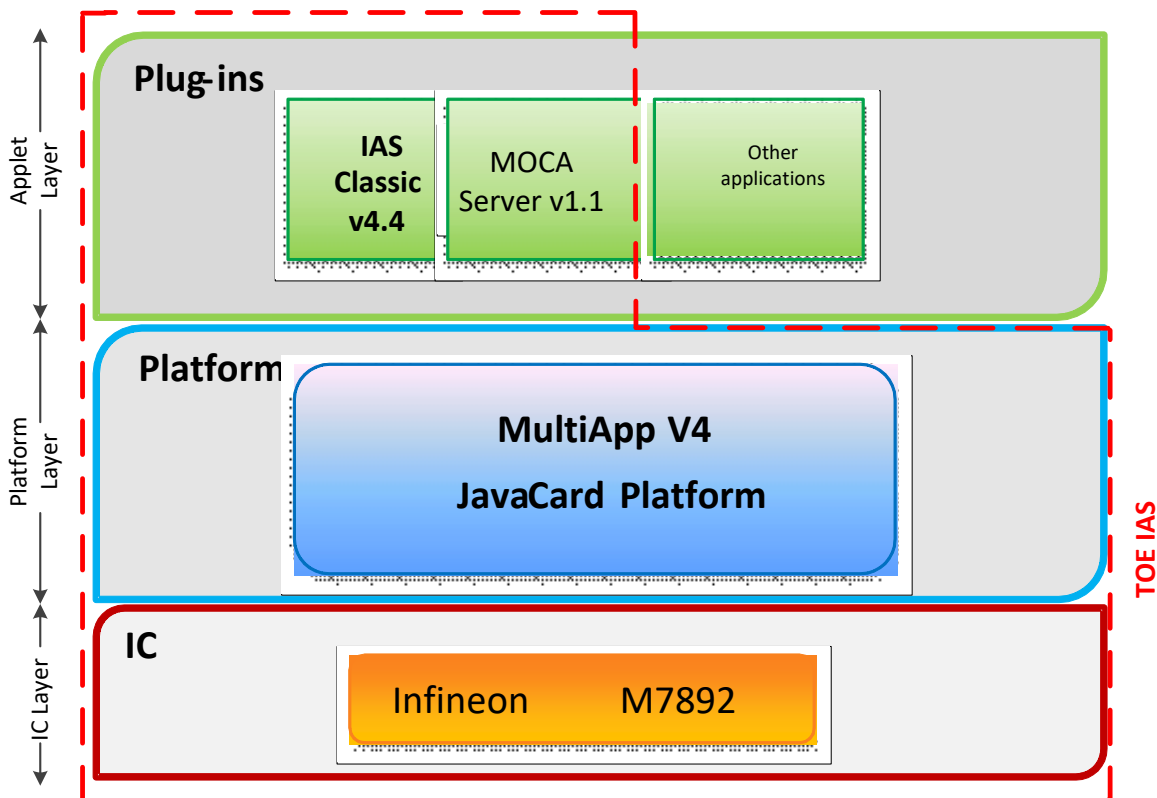 Applet
Layer
Plug-ins
IAS
Classic
v4.4
MOCA
Server v1.1
Other
applications
Platform
Layer
Platform
MultiApp V4
JavaCard Platform
TOE IAS
IC Layer
IC
Infineon M7892